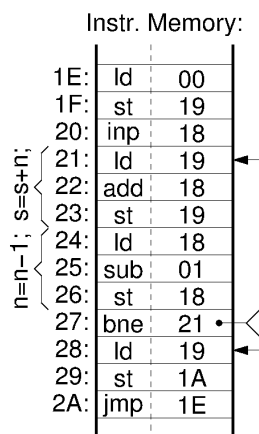 Instr. Memory:
1E: ld 00
1F: st 19
20: inp 18
21: ld 19
22: add 18
23: st 19
24: ld 18
25: sub 01
26: st 18
27: bne 21
28: ld 19
29: st 1A
2A: jmp 1E
s=s+n;
n=n-1;